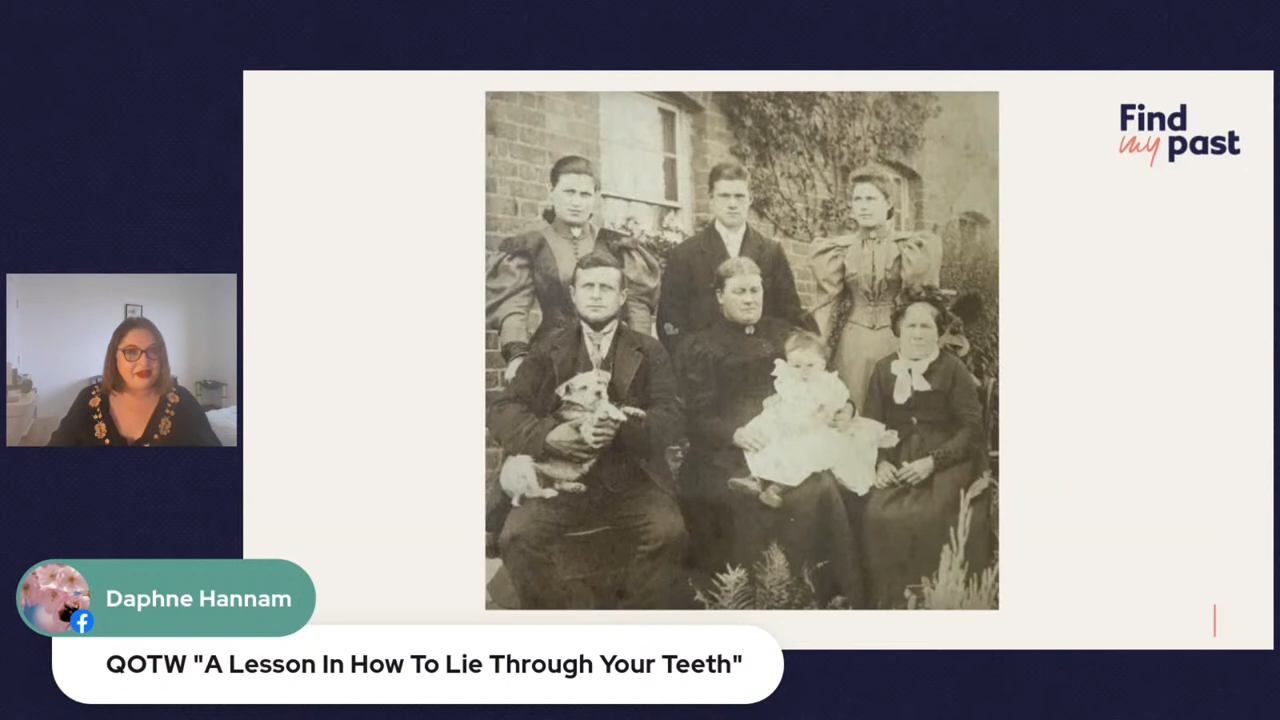 Find
my past
Daphne Hannam
QOTW "A Lesson In How To Lie Through Your Teeth"